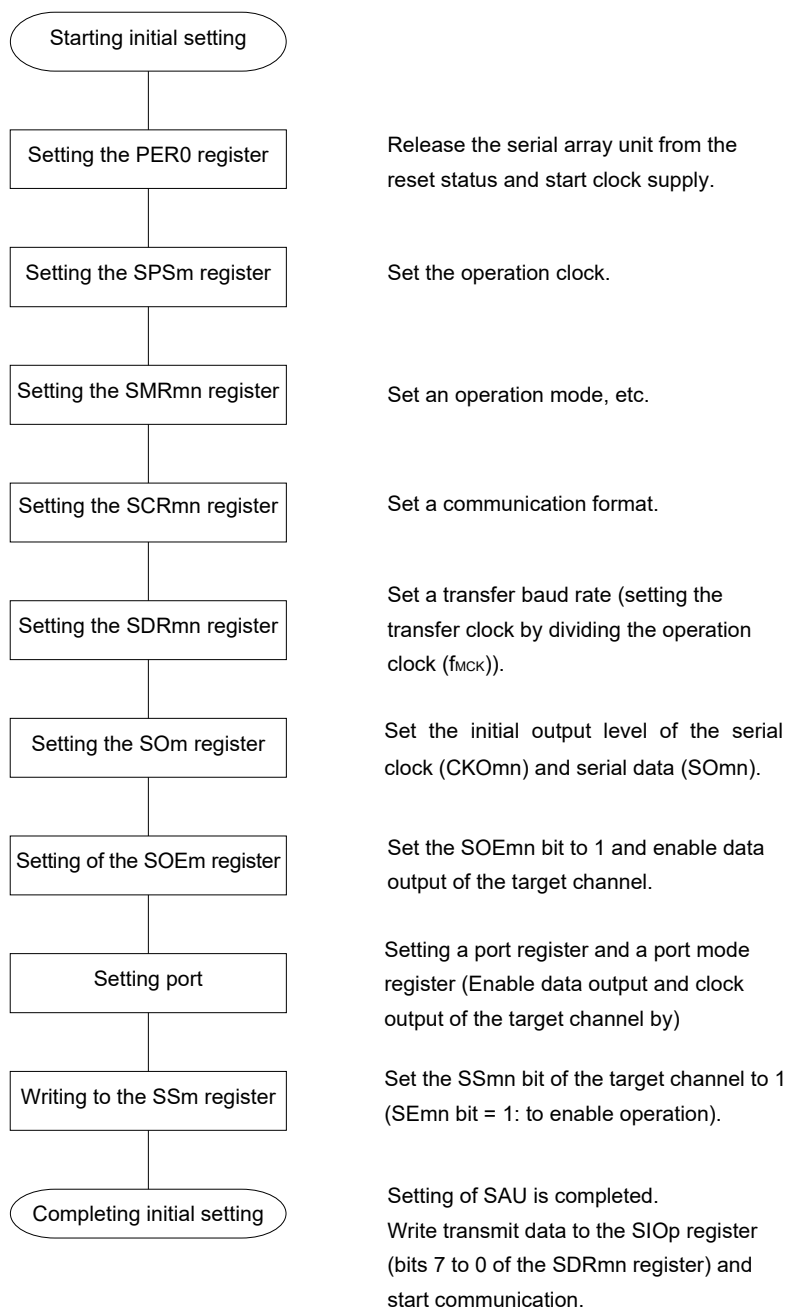 Starting initial setting
Setting the PER0 register
Release the serial array unit from the
reset status and start clock supply.
Setting the SPSm register
Set the operation clock.
Setting the SMRmn register
Set an operation mode, etc.
Setting the SCRmn register
Set a communication format.
Setting the SDRmn register
Set a transfer baud rate (setting the
transfer clock by dividing the operation
clock (fMCK)).
Setting the SOm register
Set the initial output level of the serial
clock (CKOmn) and serial data (SOmn).
Setting of the SOEm register
Set the SOEmn bit to 1 and enable data
output of the target channel.
Setting port
Setting a port register and a port mode
register (Enable data output and clock
output of the target channel by)
Writing to the SSm register
Set the SSmn bit of the target channel to 1
(SEmn bit = 1: to enable operation).
Completing initial setting
Setting of SAU is completed.
Write transmit data to the SIOp register
(bits 7 to 0 of the SDRmn register) and
start communication.